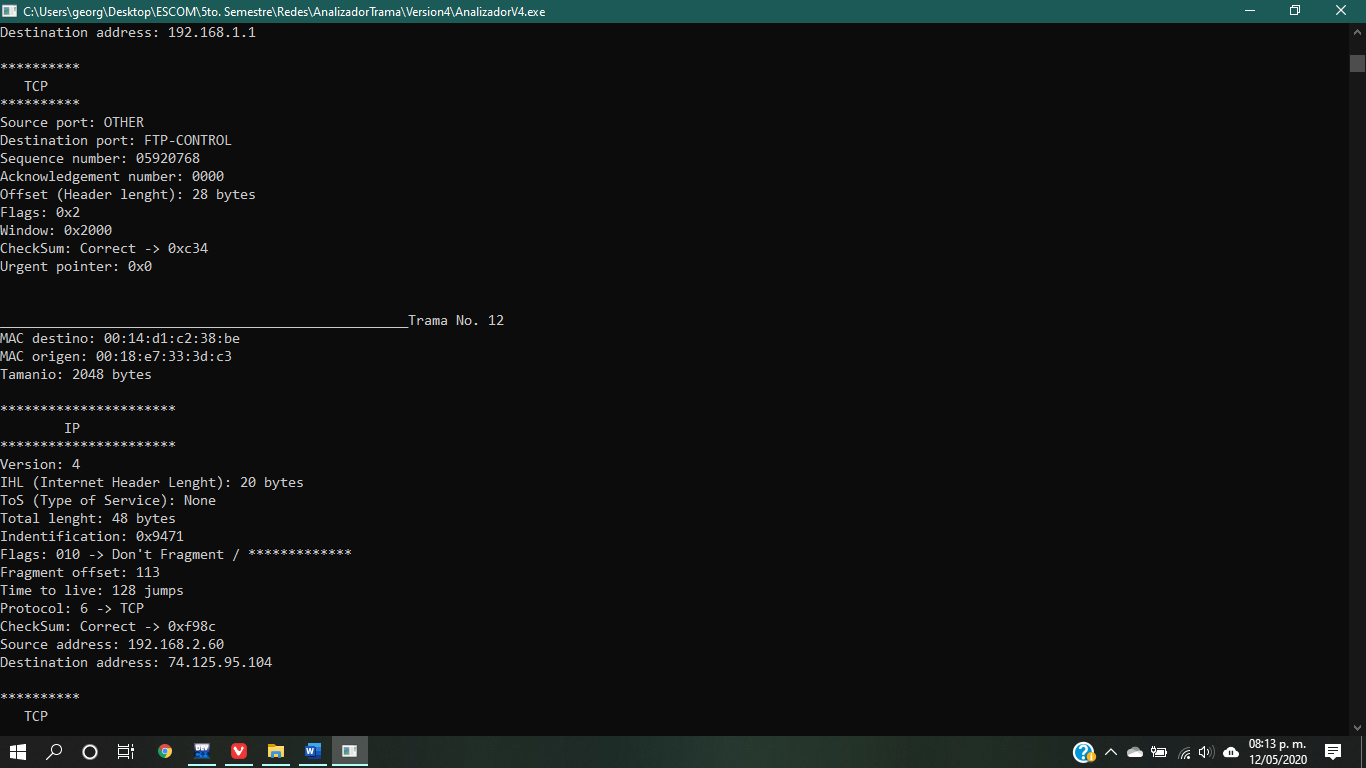 C:\Users\georg\Desktop\ESCOM\5to. Semestre\Redes\AnalizadorTrama\Version4\AnalizadorV4.exe
Destination address: 192.168.1.1
**********
TCP
**********
Source port: OTHER
Destination port: FTP-CONTROL
Sequence number: 05920768
Acknowledgement number: 0000
Offset (Header lenght): 28 bytes
Flags: 0x2
Window: 0x2000
CheckSum: Correct -> 0xc34
Urgent pointer: 0x0
___________________________________________________Trama No. 12
MAC destino: 00:14:d1:c2:38:be
MAC origen: 00:18:e7:33:3d:c3
Tamanio: 2048 bytes
**********************
IP
**********************
Version: 4
IHL (Internet Header Lenght): 20 bytes
ToS (Type of Service): None
Total lenght: 48 bytes
Indentification: 0x9471
Flags: 010 -> Don't Fragment / *************
Fragment offset: 113
Time to live: 128 jumps
Protocol: 6 -> TCP
CheckSum: Correct -> 0xf98c
Source address: 192.168.2.60
Destination address: 74.125.95.104
**********
TCP
DEV
W
08:13 p. m.
12/05/2020